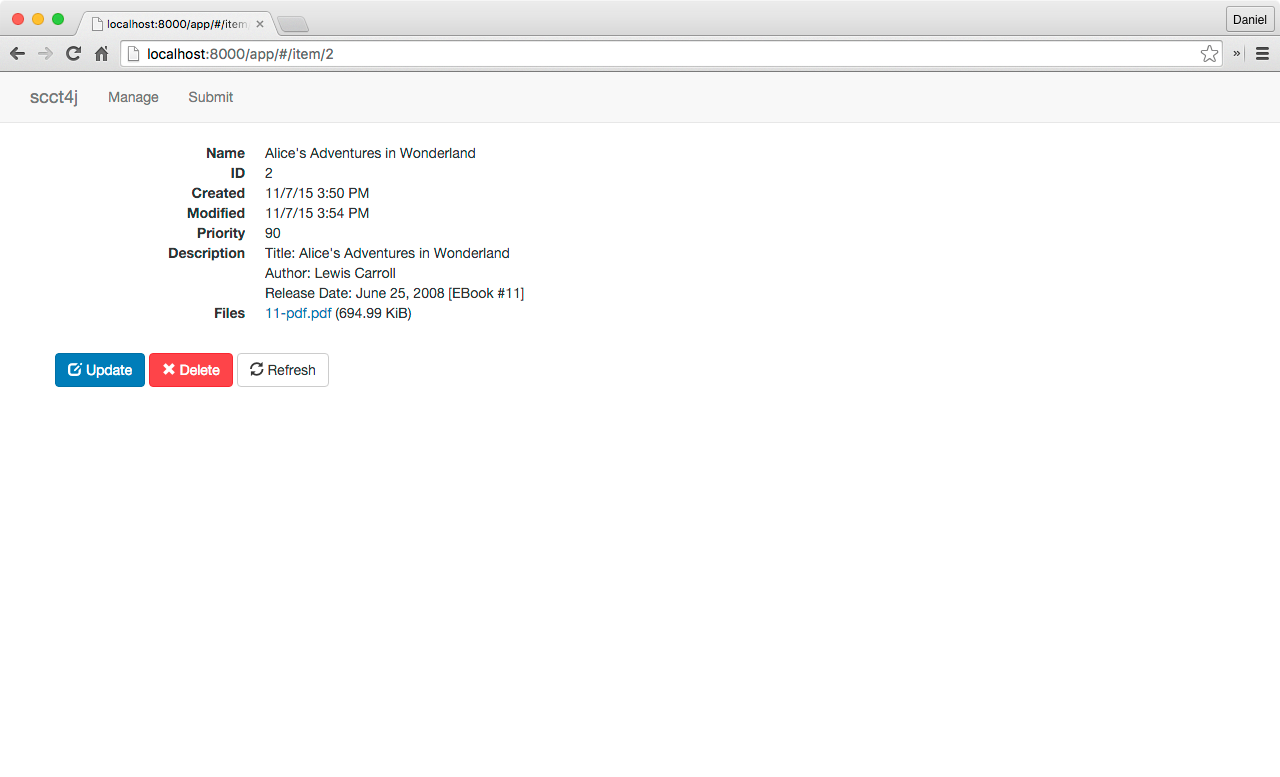 localhost:8000/app/#/item
Daniel
localhost:8000/app/#/item/2
»
scct4j Manage Submit
Name Alice's Adventures in Wonderland
ID 2
Created 11/7/15 3:50 PM
Modified 11/7/15 3:54 PM
Priority 90
Description Title: Alice's Adventures in Wonderland
Author: Lewis Carroll
Release Date: June 25, 2008 [EBook #11]
Files 11-pdf.pdf (694.99 KiB)
Update Delete Refresh